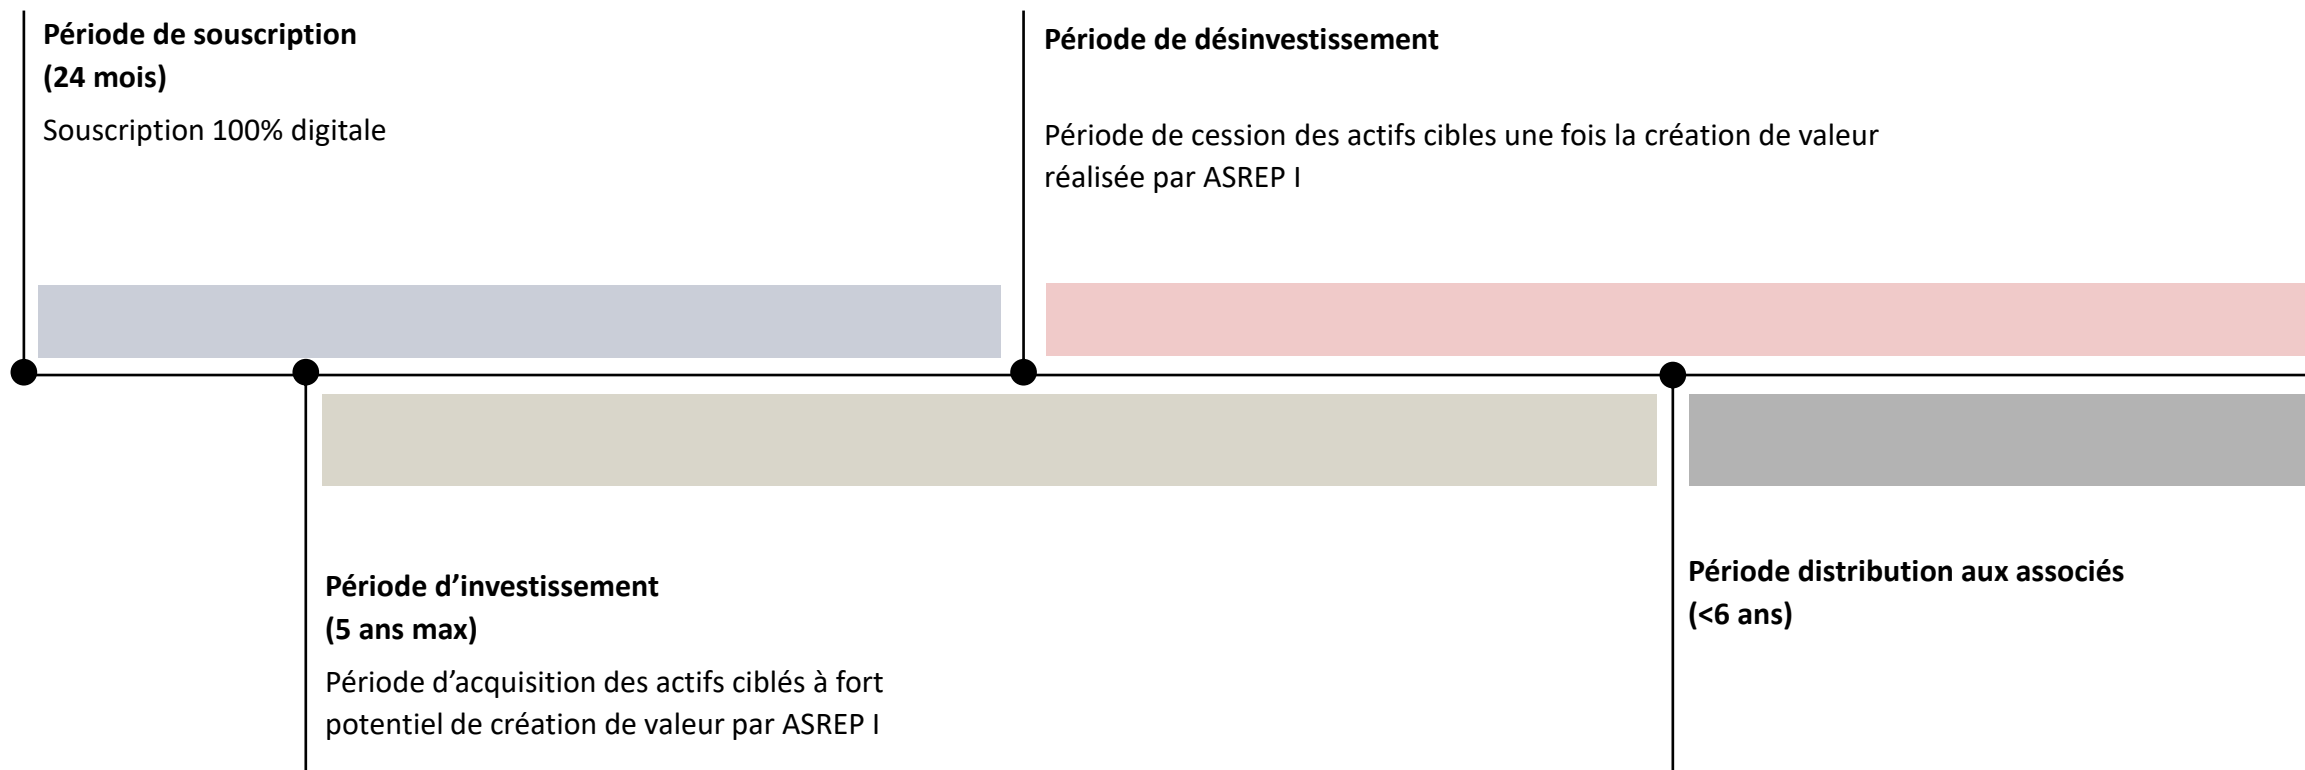 Période de souscription
(24 mois)
Souscription 100% digitale
Période de désinvestissement
Période de cession des actifs cibles une fois la création de valeur
réalisée par ASREP I
Période d’investissement
(5 ans max)
Période d’acquisition des actifs ciblés à fort
potentiel de création de valeur par ASREP I
Période distribution aux associés
(<6 ans)